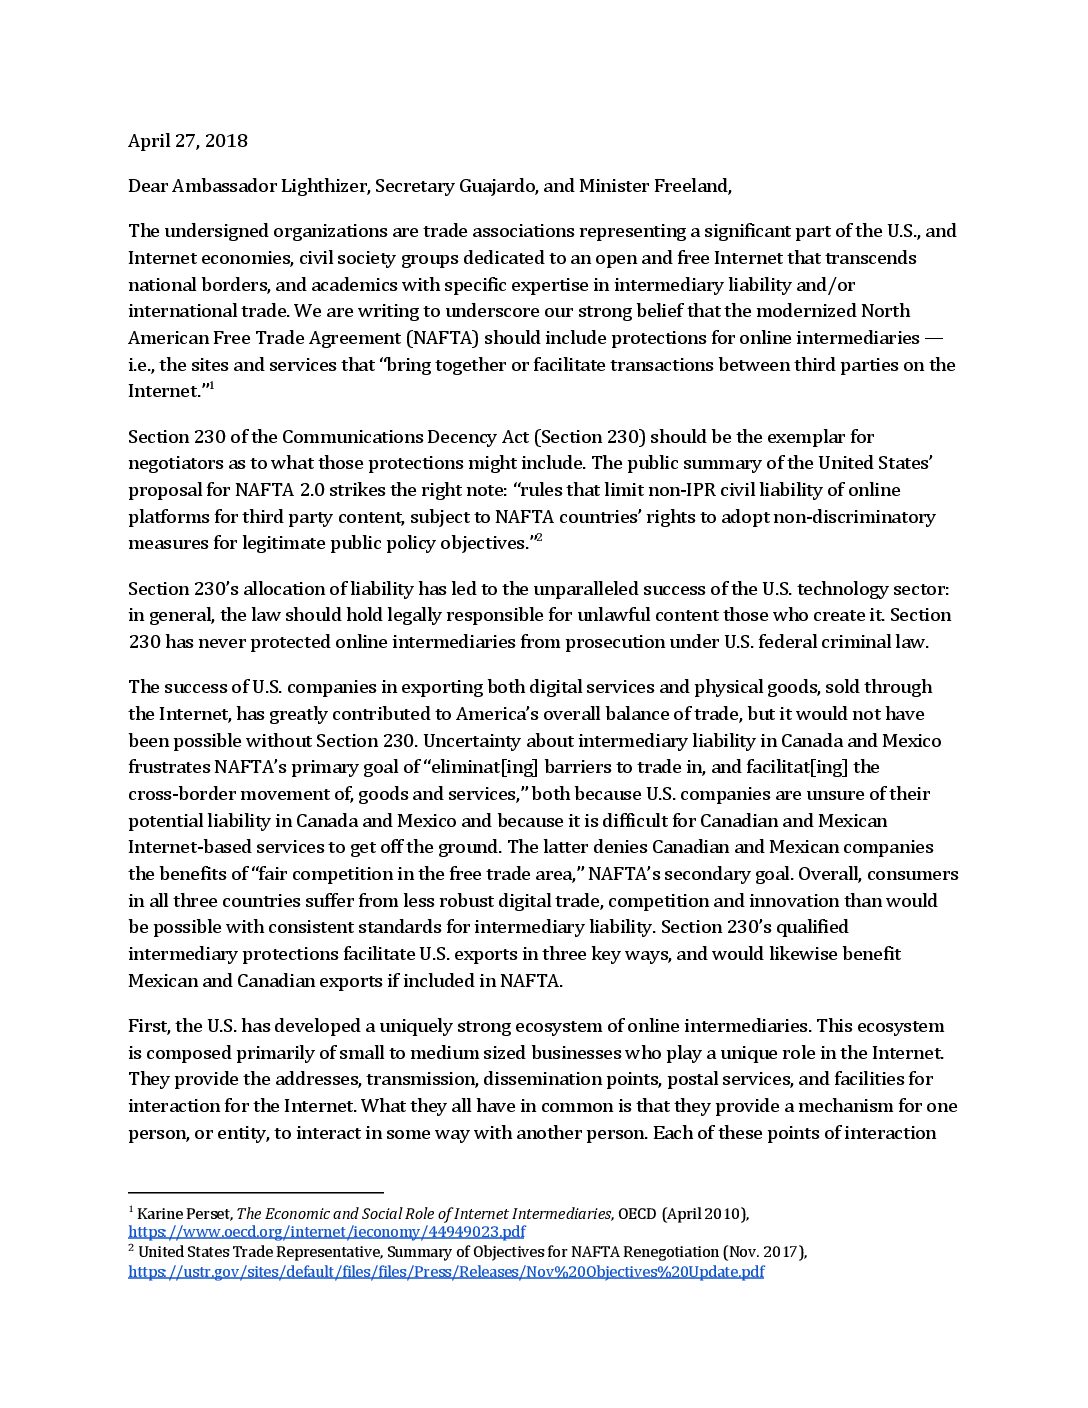 April 27, 2018
Dear Ambassador Lighthizer, Secretary Guajardo, and Minister Freeland,
The undersigned organizations are trade associations representing a significant part of the U.S., and
Internet economies, civil society groups dedicated to an open and free Internet that transcends
national borders, and academics with specific expertise in intermediary liability and/or
international trade. We are writing to underscore our strong belief that the modernized North
American Free Trade Agreement (NAFTA) should include protections for online intermediaries —
i.e., the sites and services that “bring together or facilitate transactions between third parties on the
Internet.”¹
Section 230 of the Communications Decency Act (Section 230) should be the exemplar for
negotiators as to what those protections might include. The public summary of the United States’
proposal for NAFTA 2.0 strikes the right note: “rules that limit non-IPR civil liability of online
platforms for third party content, subject to NAFTA countries’ rights to adopt non-discriminatory
measures for legitimate public policy objectives.”²
Section 230’s allocation of liability has led to the unparalleled success of the U.S. technology sector:
in general, the law should hold legally responsible for unlawful content those who create it. Section
230 has never protected online intermediaries from prosecution under U.S. federal criminal law.
The success of U.S. companies in exporting both digital services and physical goods, sold through
the Internet, has greatly contributed to America’s overall balance of trade, but it would not have
been possible without Section 230. Uncertainty about intermediary liability in Canada and Mexico
frustrates NAFTA’s primary goal of “eliminat[ing] barriers to trade in, and facilitat[ing] the
cross-border movement of, goods and services,” both because U.S. companies are unsure of their
potential liability in Canada and Mexico and because it is difficult for Canadian and Mexican
Internet-based services to get off the ground. The latter denies Canadian and Mexican companies
the benefits of “fair competition in the free trade area,” NAFTA’s secondary goal. Overall, consumers
in all three countries suffer from less robust digital trade, competition and innovation than would
be possible with consistent standards for intermediary liability. Section 230’s qualified
intermediary protections facilitate U.S. exports in three key ways, and would likewise benefit
Mexican and Canadian exports if included in NAFTA.
First, the U.S. has developed a uniquely strong ecosystem of online intermediaries. This ecosystem
is composed primarily of small to medium sized businesses who play a unique role in the Internet.
They provide the addresses, transmission, dissemination points, postal services, and facilities for
interaction for the Internet. What they all have in common is that they provide a mechanism for one
person, or entity, to interact in some way with another person. Each of these points of interaction
¹ Karine Perset, The Economic and Social Role of Internet Intermediaries, OECD (April 2010),
https://www.oecd.org/internet/ieconomy/44949023.pdf
² United States Trade Representative, Summary of Objectives for NAFTA Renegotiation (Nov. 2017),
https://ustr.gov/sites/default/files/files/Press/Releases/Nov%20Objectives%20Update.pdf